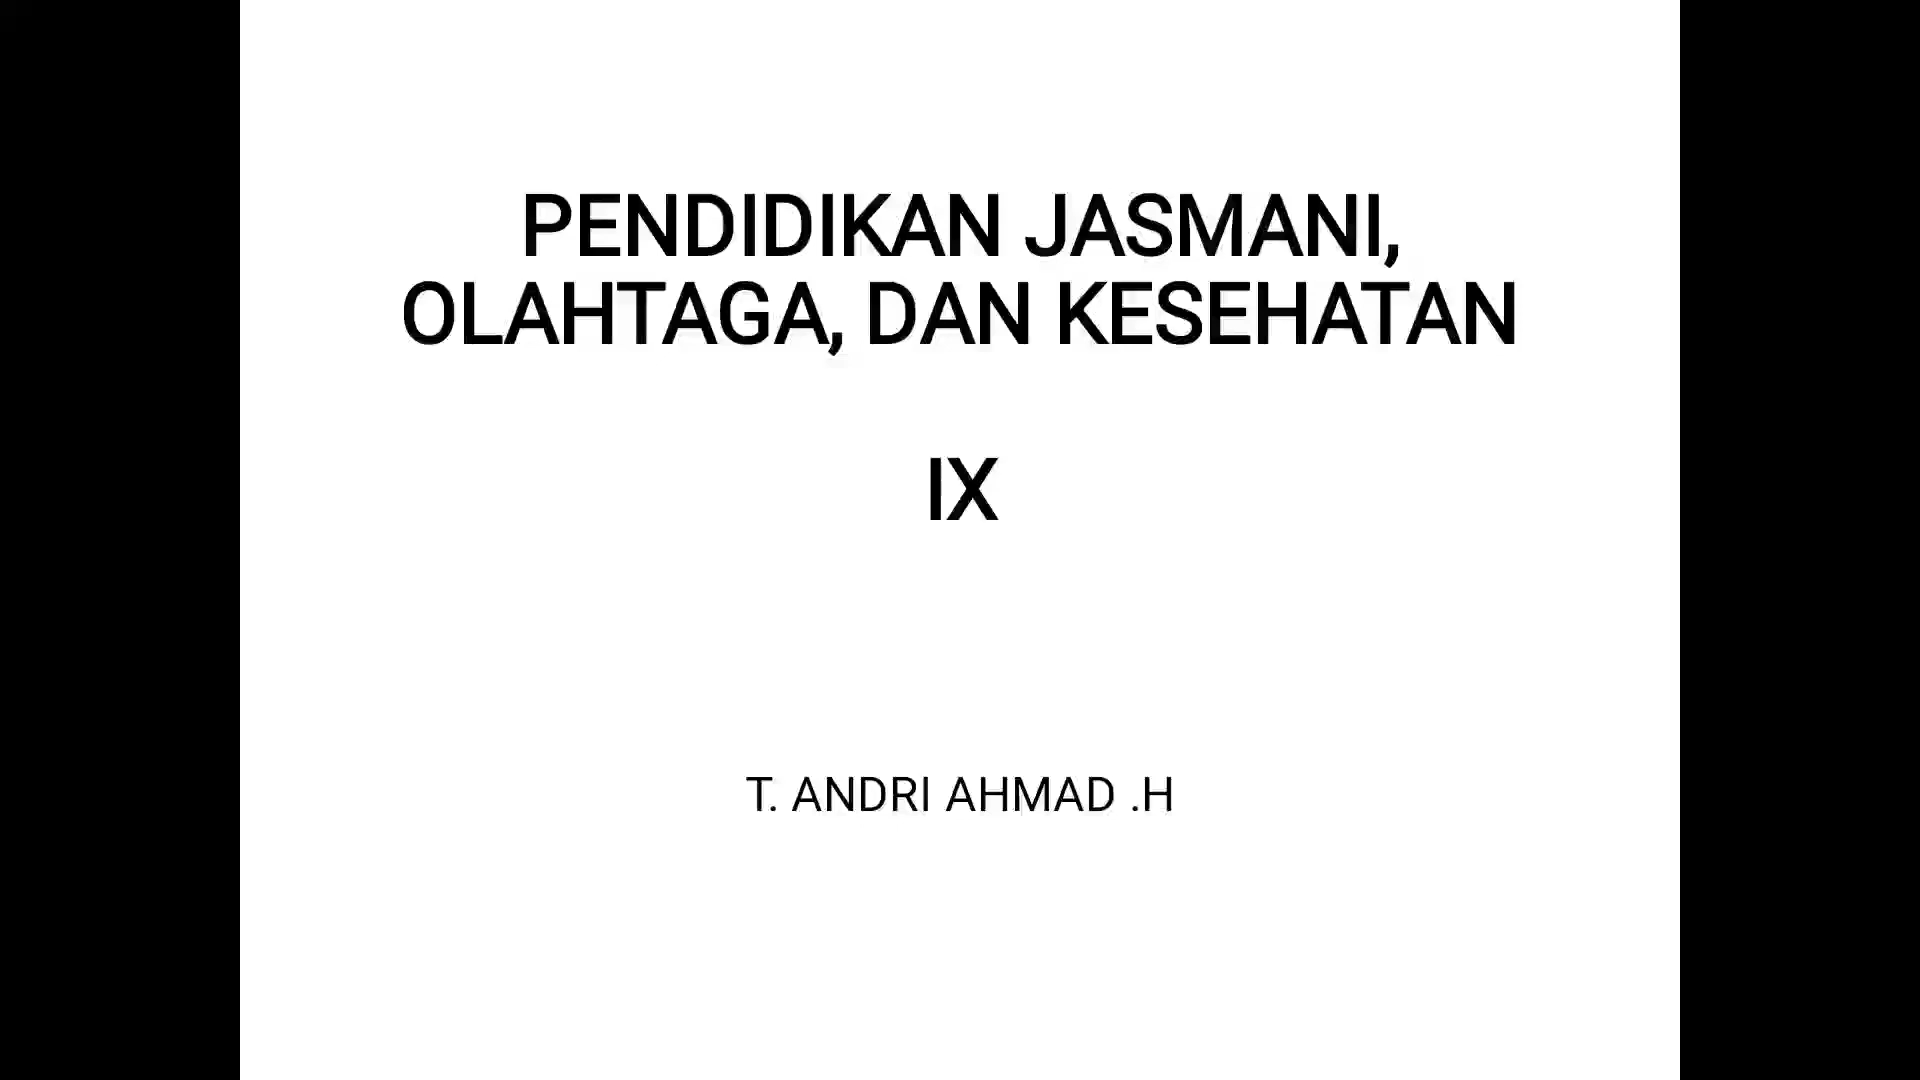 PENDIDIKAN JASMANI,
OLAHTAGA, DAN KESEHATAN
IX
T. ANDRI AHMAD .H